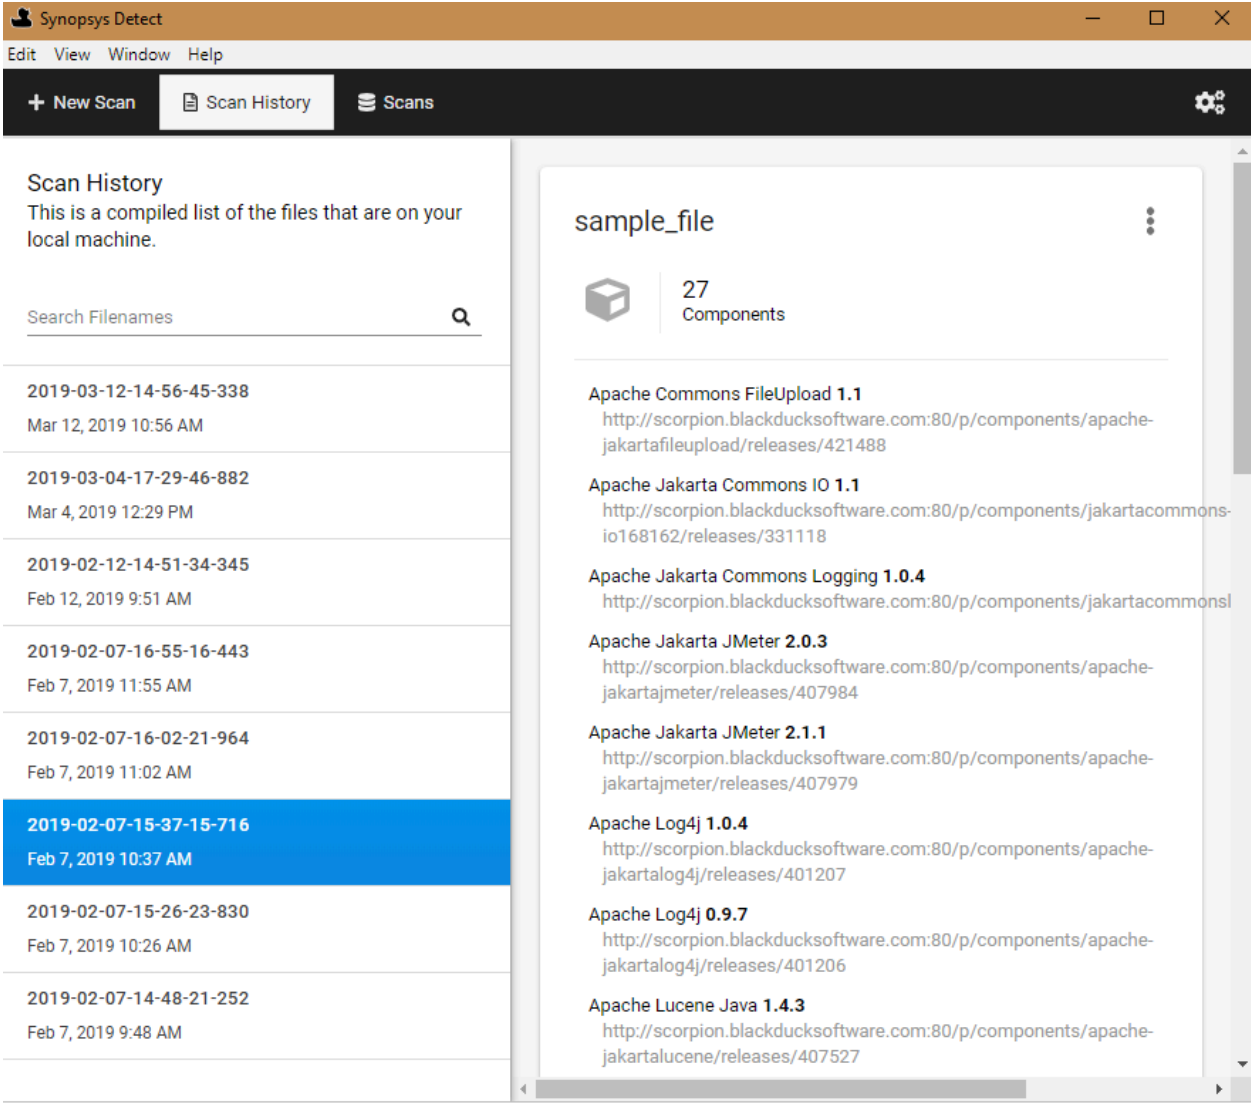 Synopsys Detect
Edit View Window Help
New Scan Scan History Scans
Scan History
This is a compiled list of the files that are on your
local machine.
Search Filenames
2019-03-12-14-56-45-338
Mar 12, 2019 10:56 AM
2019-03-04-17-29-46-882
Mar 4, 2019 12:29 PM
2019-02-12-14-51-34-345
Feb 12, 2019 9:51 AM
2019-02-07-16-55-16-443
Feb 7, 2019 11:55 AM
2019-02-07-16-02-21-964
Feb 7, 2019 11:02 AM
2019-02-07-15-37-15-716
Feb 7, 2019 10:37 AM
2019-02-07-15-26-23-830
Feb 7, 2019 10:26 AM
2019-02-07-14-48-21-252
Feb 7, 2019 9:48 AM
sample_file
27
Components
Apache Commons FileUpload 1.1
http://scorpion.blackducksoftware.com:80/p/components/apache-
jakartafileupload/releases/421488
Apache Jakarta Commons IO 1.1
http://scorpion.blackducksoftware.com:80/p/components/jakartacommons-
io168162/releases/331118
Apache Jakarta Commons Logging 1.0.4
http://scorpion.blackducksoftware.com:80/p/components/jakartacommonsl
Apache Jakarta JMeter 2.0.3
http://scorpion.blackducksoftware.com:80/p/components/apache-
jakartajmeter/releases/407984
Apache Jakarta JMeter 2.1.1
http://scorpion.blackducksoftware.com:80/p/components/apache-
jakartajmeter/releases/407979
Apache Log4j 1.0.4
http://scorpion.blackducksoftware.com:80/p/components/apache-
jakartalog4j/releases/401207
Apache Log4j 0.9.7
http://scorpion.blackducksoftware.com:80/p/components/apache-
jakartalog4j/releases/401206
Apache Lucene Java 1.4.3
http://scorpion.blackducksoftware.com:80/p/components/apache-
jakartalucene/releases/407527